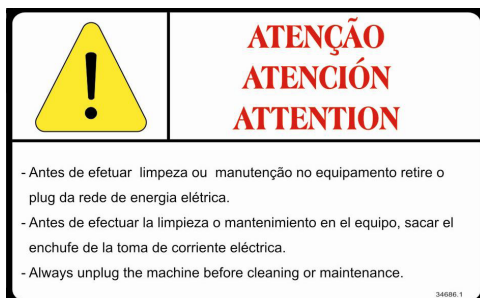 ATENÇÃO
ATENCIÓN
ATTENTION
- Antes de efetuar limpeza ou manutenção no equipamento retire o
plug da rede de energia elétrica.
- Antes de efectuar la limpieza o mantenimiento en el equipo, sacar el
enchufe de la toma de corriente eléctrica.
- Always unplug the machine before cleaning or maintenance.
34686.1